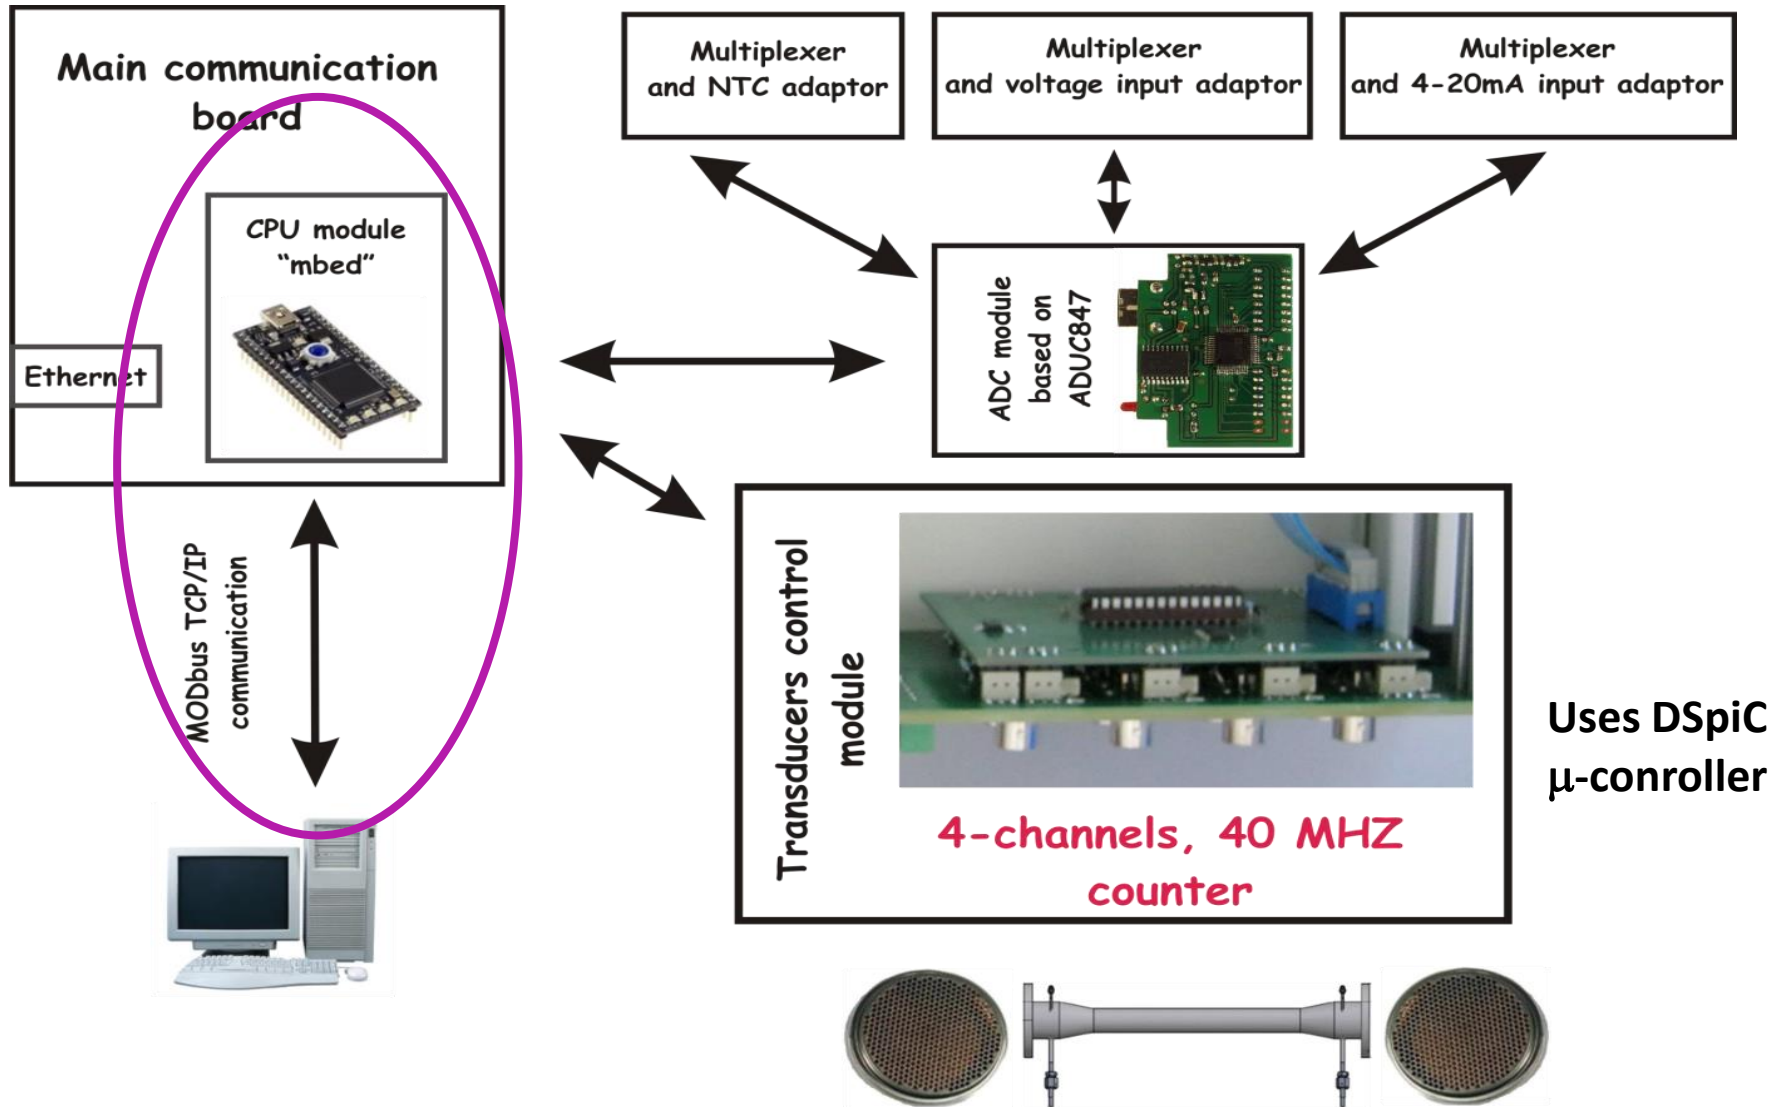 Main communication
board
CPU module
“mbed”
Ethernet
MODbus TCP/IP
communication
Multiplexer
and NTC adaptor
Multiplexer
and voltage input adaptor
Multiplexer
and 4-20mA input adaptor
ADC module
based on
ADUC847
Transducers control
module
4-channels, 40 MHZ
counter
Uses DSpiC
μ-conroller